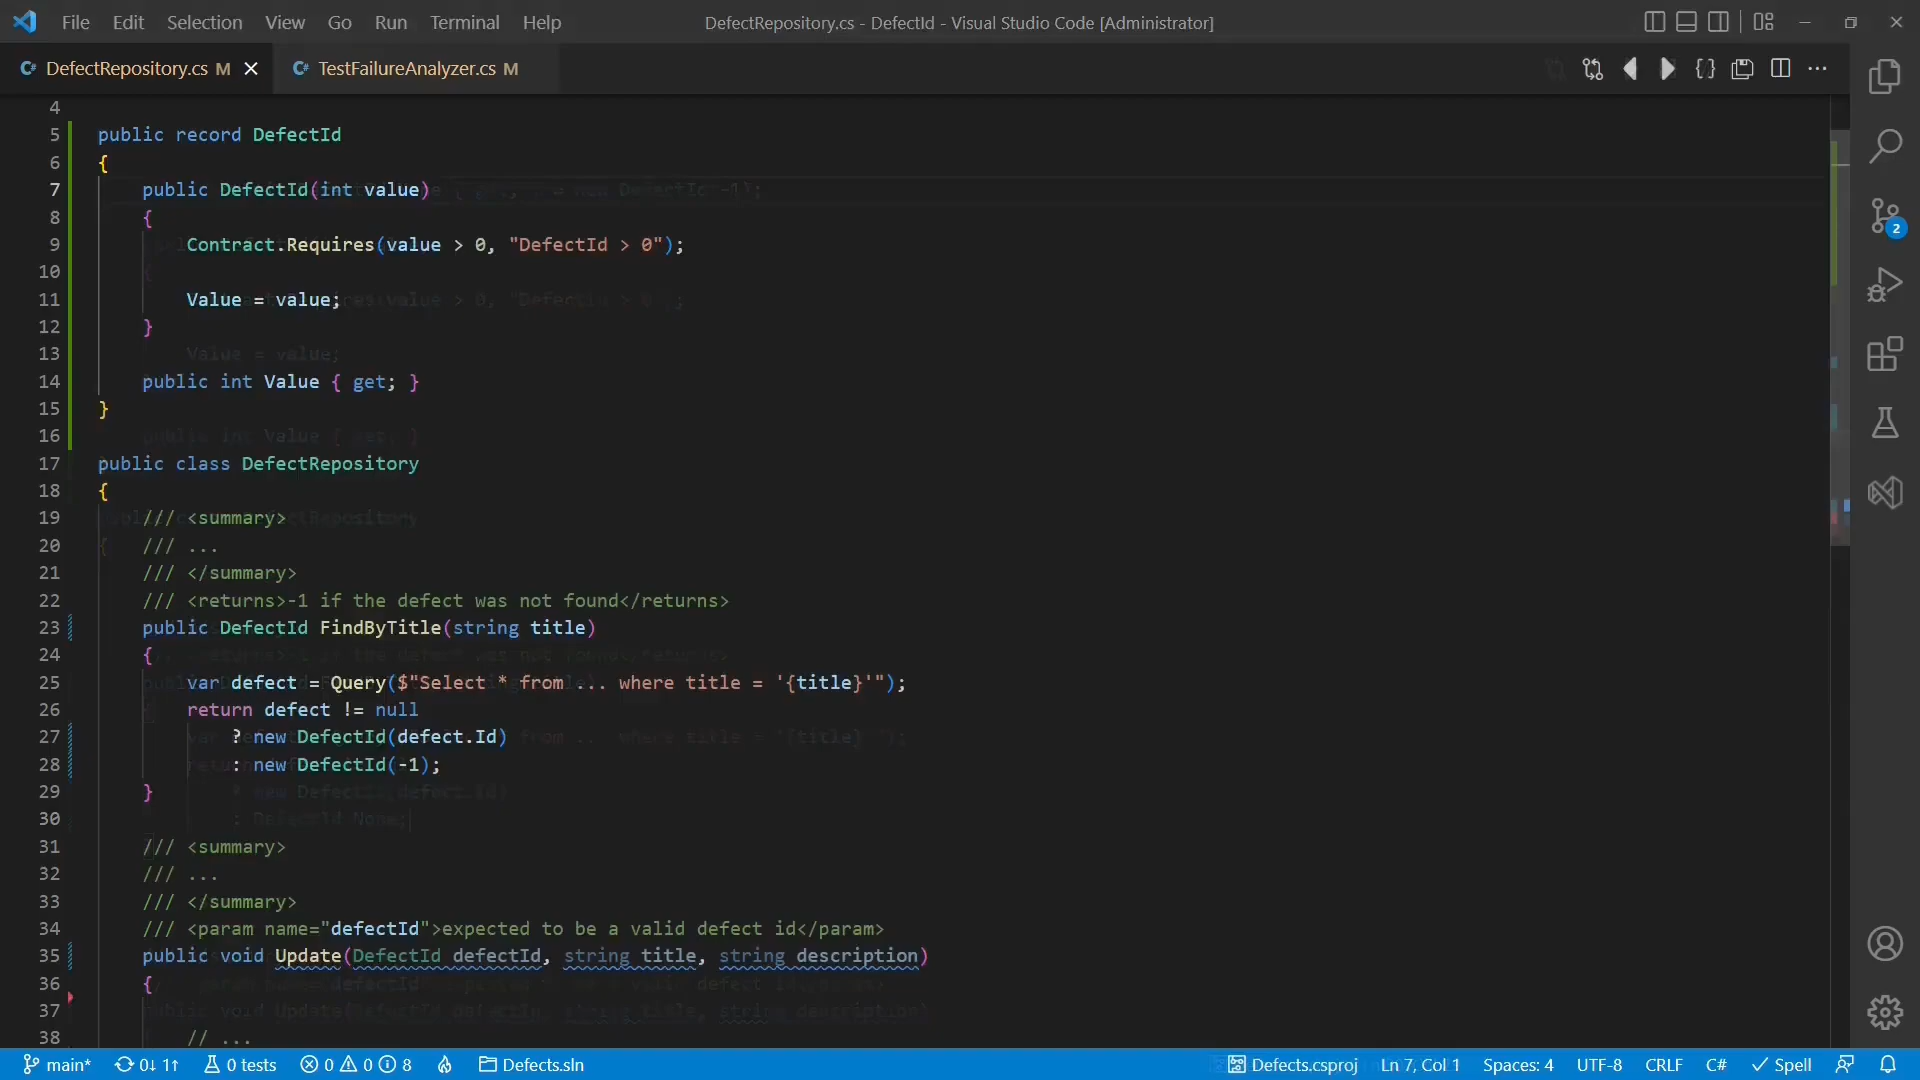 File Edit Selection View Go Run Terminal Help
DefectRepository.cs - DefectId - Visual Studio Code [Administrator]
DefectRepository.cs M
TestFailureAnalyzer.cs M
4
5 public record DefectId
6 {
7 public DefectId(int value)
8 {
9 Contract.Requires(value > 0, "DefectId > 0");
10
11 Value = value;
12 }
13
14 public int Value { get; }
15 }
16
17 public class DefectRepository
18 {
19 /// <summary>
20 /// ...
21 /// </summary>
22 /// <returns>-1 if the defect was not found</returns>
23 public DefectId FindByTitle(string title)
24 {
25 var defect = Query($"Select * from ... where title = '{title}'");
26 return defect != null
27 ? new DefectId(defect.Id)
28 : new DefectId(-1);
29 }
30
31 /// <summary>
32 /// ...
33 /// </summary>
34 /// <param name="defectId">expected to be a valid defect id</param>
35 public void Update(DefectId defectId, string title, string description)
36 {
37
38 // ...
2
main* 0↓ 1↑ 0 tests 0 0 8 Defects.sln Defects.csproj Ln 7, Col 1 Spaces: 4 UTF-8 CRLF C# Spell